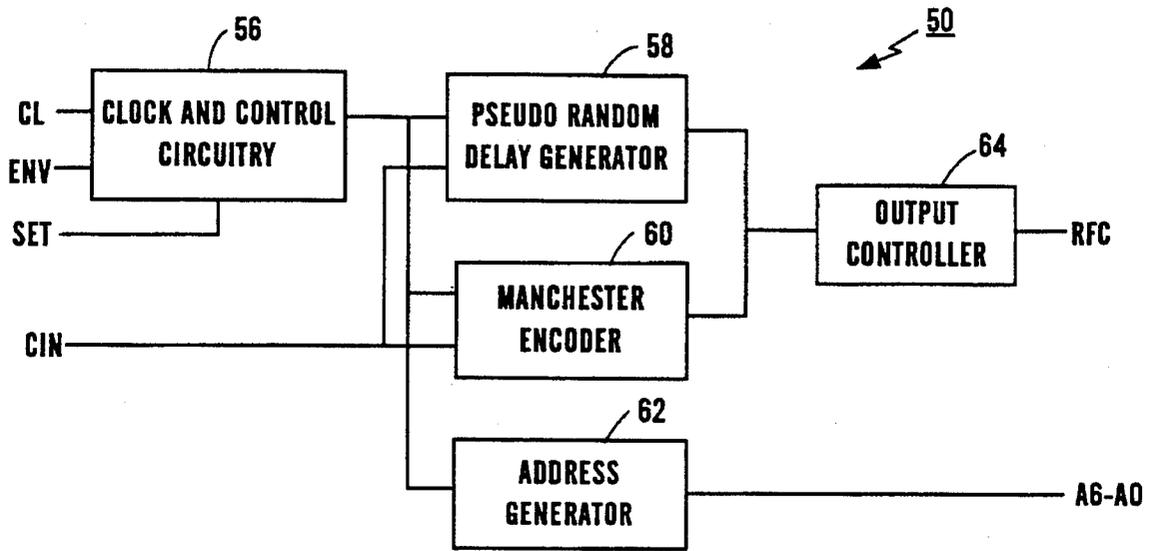 50
56
58
CL
CLOCK AND CONTROL
CIRCUITRY
PSEUDO RANDOM
DELAY GENERATOR
ENV
SET
64
OUTPUT
CONTROLLER
RFC
60
MANCHESTER
ENCODER
CIN
62
ADDRESS
GENERATOR
A6-A0